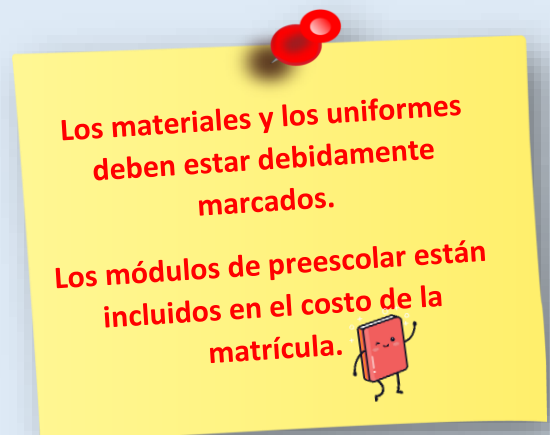 Los materiales y los uniformes
deben estar debidamente
marcados.
Los módulos de preescolar están
incluidos en el costo de la
matrícula.